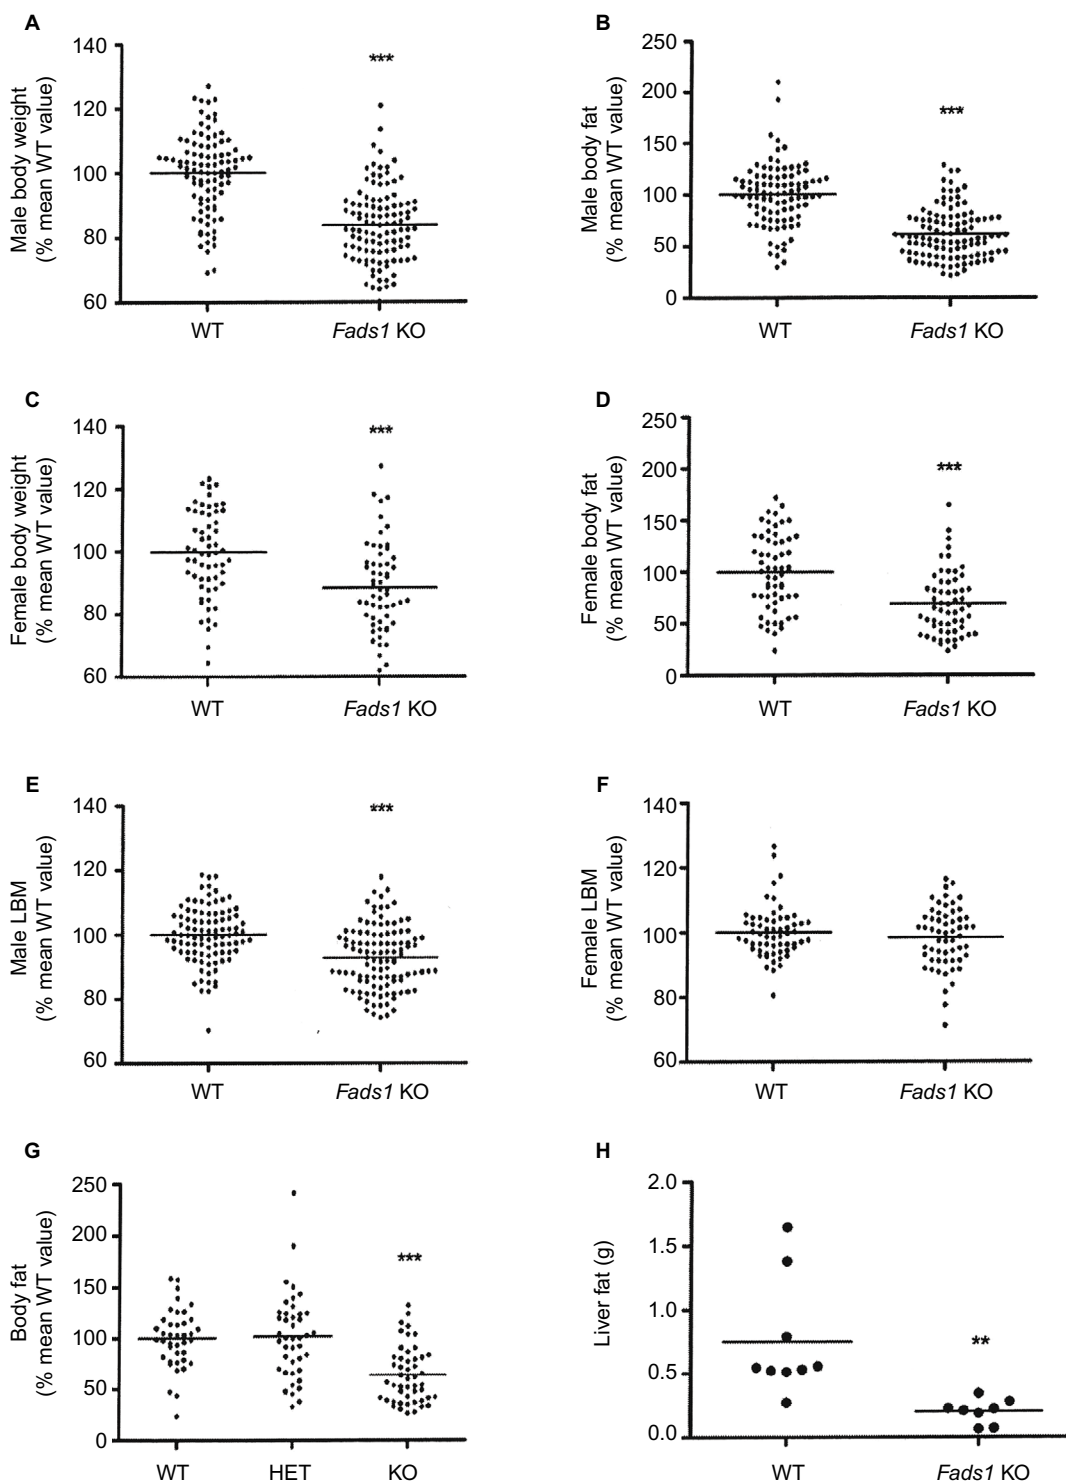 A
Male body weight
(% mean WT value)
140
120
100
80
60
***
WT
Fads1 KO
B
Male body fat
(% mean WT value)
250
200
150
100
50
0
***
WT
Fads1 KO
C
Female body weight
(% mean WT value)
140
120
100
80
60
***
WT
Fads1 KO
D
Female body fat
(% mean WT value)
250
200
150
100
50
0
***
WT
Fads1 KO
E
Male LBM
(% mean WT value)
140
120
100
80
60
***
WT
Fads1 KO
F
Female LBM
(% mean WT value)
140
120
100
80
60
WT
Fads1 KO
G
Body fat
(% mean WT value)
250
200
150
100
50
0
***
WT
HET
KO
H
Liver fat (g)
2.0
1.5
1.0
0.5
0.0
**
WT
Fads1 KO